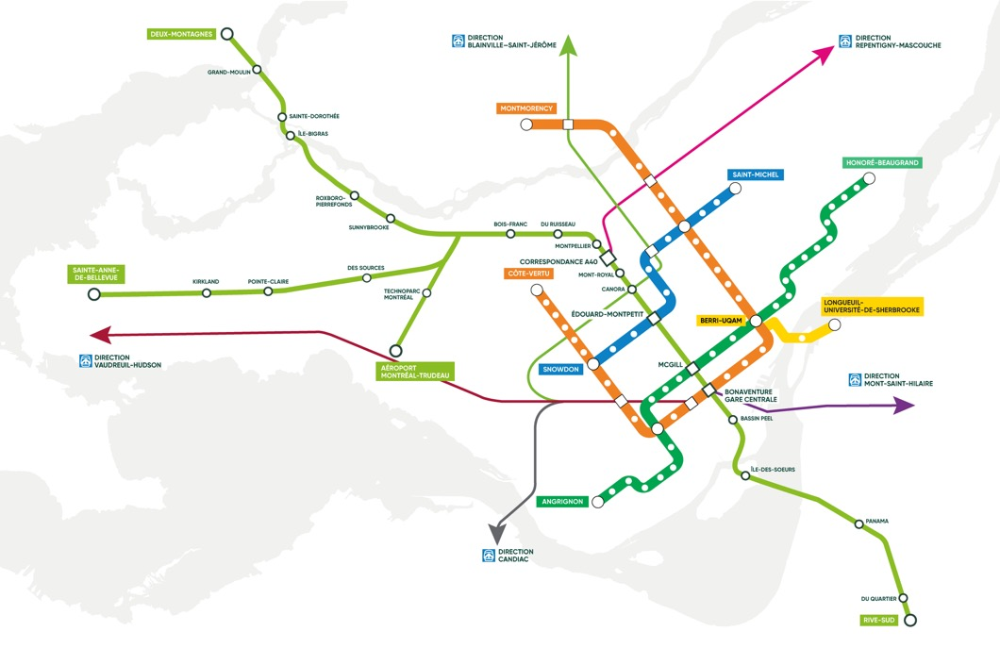 DEUX-MONTAGNES
DIRECTION
BLAINVILLE–SAINT-JÉRÔME
DIRECTION
REPENTIGNY-MASCOUCHE
GRAND-MOULIN
MONTMORENCY
SAINTE-DOROTHÉE
ÎLE-BIGRAS
HONORÉ-BEAUGRAND
SAINT-MICHEL
ROXBORO-
PIERREFONDS
SUNNYBROOKE
BOIS-FRANC
DU RUISSEAU
MONTPELLIER
CORRESPONDANCE A40
SAINTE-ANNE-
DE-BELLEVUE
DES SOURCES
CÔTE-VERTU
MONT-ROYAL
KIRKLAND
POINTE-CLAIRE
CANORA
TECHNOPARC
MONTRÉAL
LONGUEUIL-
UNIVERSITÉ-DE-SHERBROOKE
ÉDOUARD-MONTPETIT
BERRI-UQAM
DIRECTION
VAUDREUIL-HUDSON
AÉROPORT
MONTRÉAL-TRUDEAU
SNOWDON
MCGILL
DIRECTION
MONT-SAINT-HILAIRE
BONAVENTURE
GARE CENTRALE
BASSIN PEEL
ÎLE-DES-SOEURS
ANGRIGNON
PANAMA
DIRECTION
CANDIAC
DU QUARTIER
RIVE-SUD